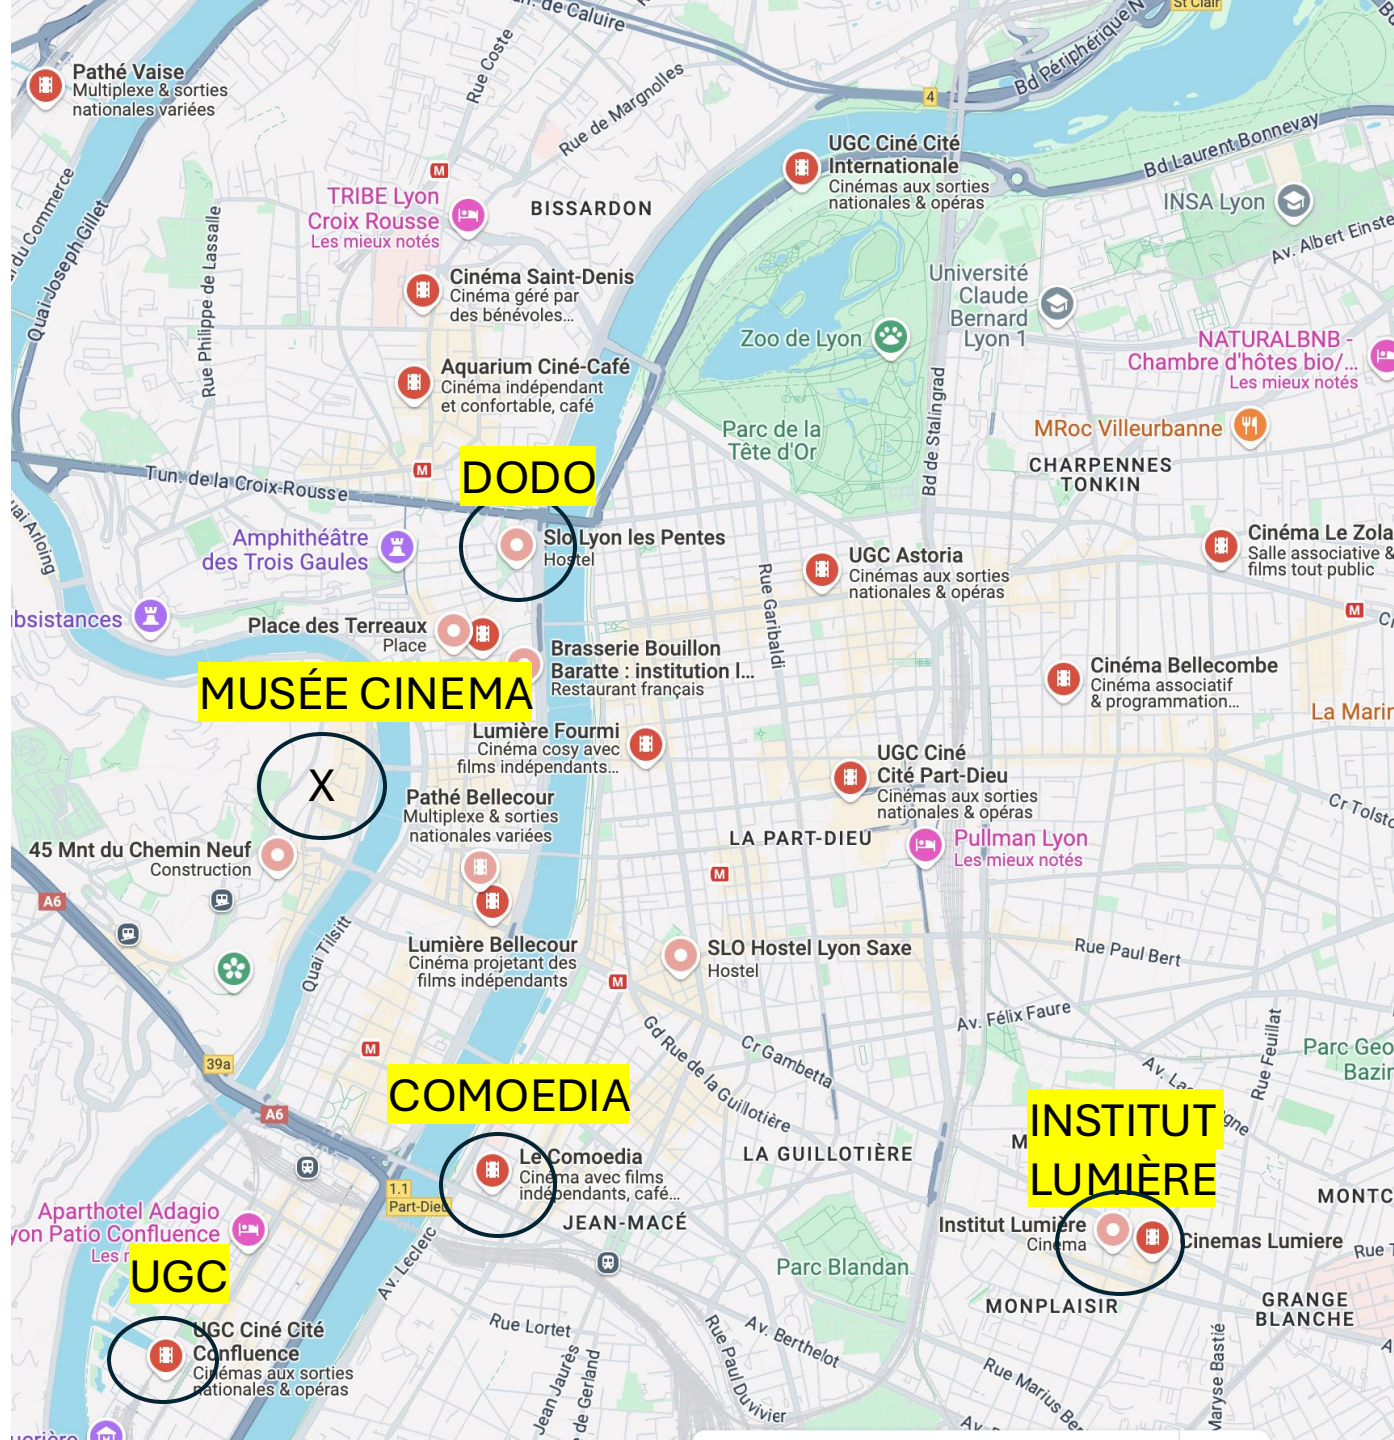 St Clair
de Caluire
Bd Périphérique N
Pathé Vaise
Multiplexe & sorties
nationales variées
Rue Coste
Rue de Margnolles
4
UGC Ciné Cité
Internationale
Cinémas aux sorties
nationales & opéras
Bd Laurent Bonnevay
INSA Lyon
Av. Albert Einste
du Commerce
Quai Joseph Gillet
Rue Philippe de Lassalle
M
TRIBE Lyon
Croix Rousse
Les mieux notés
BISSARDON
Cinéma Saint-Denis
Cinéma géré par
des bénévoles...
Université
Claude
Bernard
Lyon 1
Zoo de Lyon
NATURALBNB -
Chambre d'hôtes bio/...
Les mieux notés
Aquarium Ciné-Café
Cinéma indépendant
et confortable, café
Bd de Stalingrad
Parc de la
Tête d'Or
MRoc Villeurbanne
CHARPENNES
TONKIN
M
Tun. de la Croix-Rousse
DODO
Slo Lyon les Pentes
Hostel
Amphithéâtre
des Trois Gaules
uai Arloing
UGC Astoria
Cinémas aux sorties
nationales & opéras
Cinéma Le Zola
Salle associative &
films tout public
M
Rue Garibaldi
bsistances
Place des Terreaux
Place
Brasserie Bouillon
Baratte : institution l...
Restaurant français
Cinéma Bellecombe
Cinéma associatif
& programmation...
La Marin
MUSÉE CINEMA
X
Lumière Fourmi
Cinéma cosy avec
films indépendants...
UGC Ciné
Cité Part-Dieu
Cinémas aux sorties
nationales & opéras
Cr Tolsto
Pathé Bellecour
Multiplexe & sorties
nationales variées
LA PART-DIEU
Pullman Lyon
Les mieux notés
M
45 Mnt du Chemin Neuf
Construction
A6
Quai Tilsitt
Lumière Bellecour
Cinéma projetant des
films indépendants
SLO Hostel Lyon Saxe
Hostel
M
Rue Paul Bert
Av. Félix Faure
Gd Rue de la Guillotière
Cr Gambetta
Rue Feuillat
Parc Geo
Bazin
M
39a
A6
COMOEDIA
Le Comoedia
Cinéma avec films
indépendants, café...
LA GUILLOTIÈRE
INSTITUT
LUMIÈRE
MONTC
1.1
Part-Dieu
JEAN-MACÉ
Institut Lumière
Cinéma
Cinemas Lumiere
Rue T
Aparthotel Adagio
yon Patio Confluence
UGC
Av. Leclerc
Parc Blandan
MONPLAISIR
GRANGE
BLANCHE
UGC Ciné Cité
Confluence
Cinémas aux sorties
nationales & opéras
Rue Lortet
Jean Jaurès
de Gerland
Rue Paul Duvivier
Av. Berthelot
Rue Marius Be
Maryse Bastié